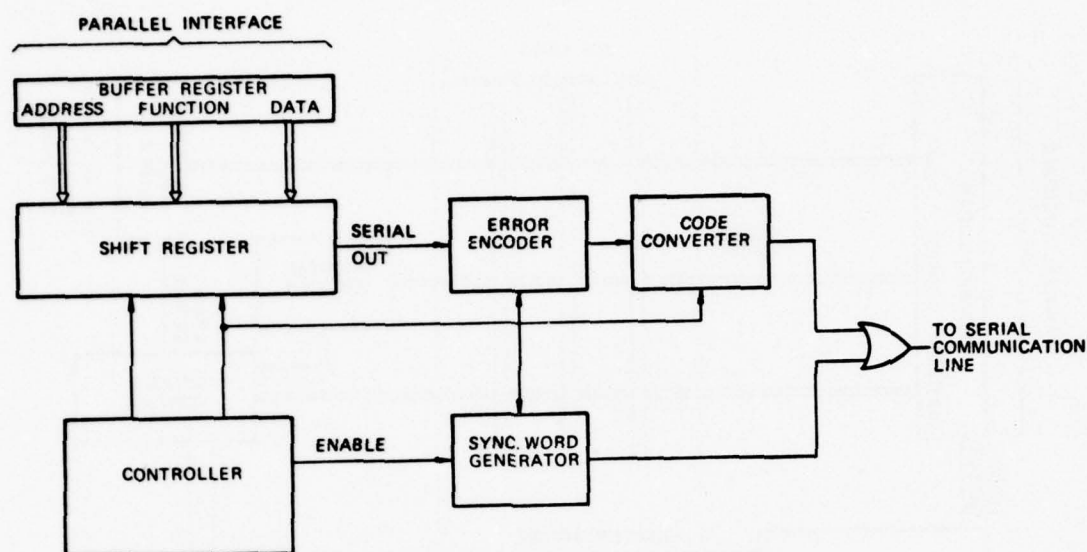 PARALLEL INTERFACE
BUFFER REGISTER
ADDRESS FUNCTION DATA
SHIFT REGISTER
SERIAL
OUT
ERROR
ENCODER
CODE
CONVERTER
TO SERIAL
COMMUNICATION
LINE
CONTROLLER
ENABLE
SYNC. WORD
GENERATOR